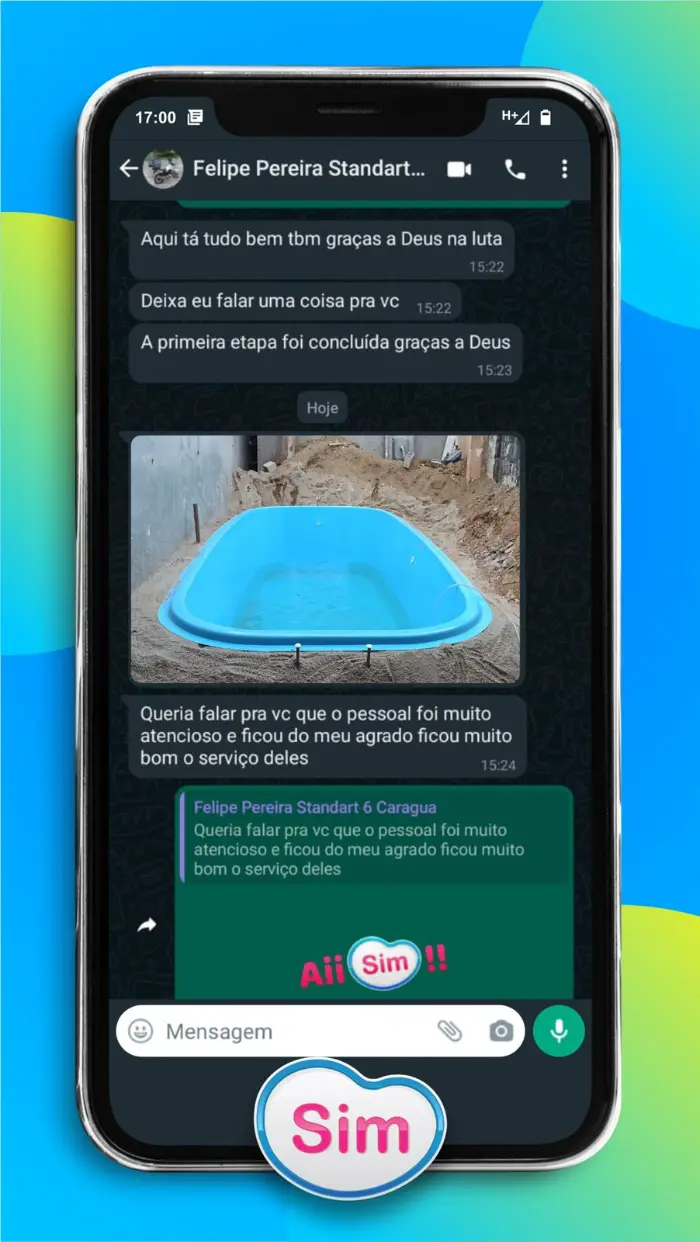 17:00
H+
Felipe Pereira Standart...
Aqui tá tudo bem tbm graças a Deus na luta
15:22
Deixa eu falar uma coisa pra vc
15:22
A primeira etapa foi concluída graças a Deus
15:23
Hoje
Queria falar pra vc que o pessoal foi muito
atencioso e ficou do meu agrado ficou muito
bom o serviço deles
15:24
Felipe Pereira Standart 6 Caragua
Queria falar pra vc que o pessoal foi muito
atencioso e ficou do meu agrado ficou muito
bom o serviço deles
Aii Sim !!
Mensagem
Sim